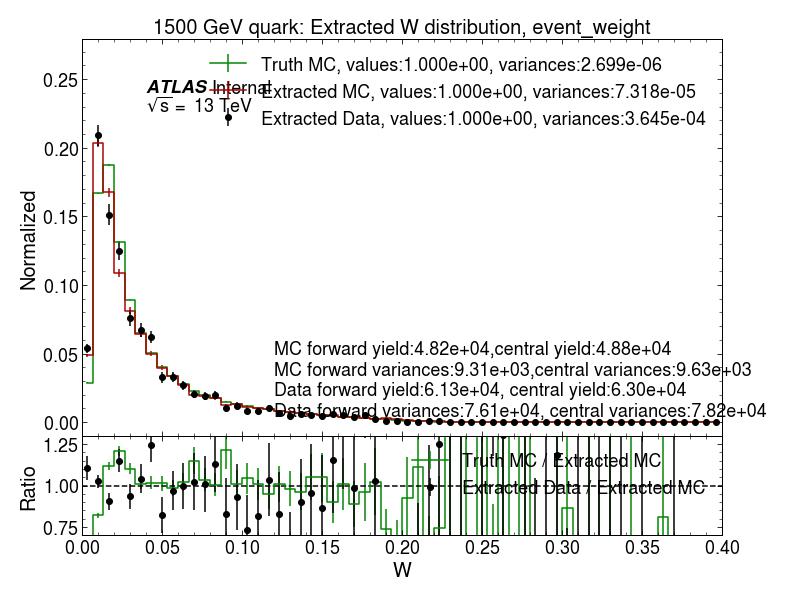 1500 GeV quark: Extracted W distribution, event_weight
Truth MC, values:1.000e+00, variances:2.699e-06
ATLAS Internal
Extracted MC, values:1.000e+00, variances:7.318e-05
√s = 13 TeV
Extracted Data, values:1.000e+00, variances:3.645e-04
Normalized
0.25
0.20
0.15
0.10
0.05
0.00
MC forward yield:4.82e+04,central yield:4.88e+04
MC forward variances:9.31e+03,central variances:9.63e+03
Data forward yield:6.13e+04, central yield:6.30e+04
Data forward variances:7.61e+04, central variances:7.82e+04
Ratio
1.25
1.00
0.75
Truth MC / Extracted MC
Extracted Data / Extracted MC
0.00 0.05 0.10 0.15 0.20 0.25 0.30 0.35 0.40
W